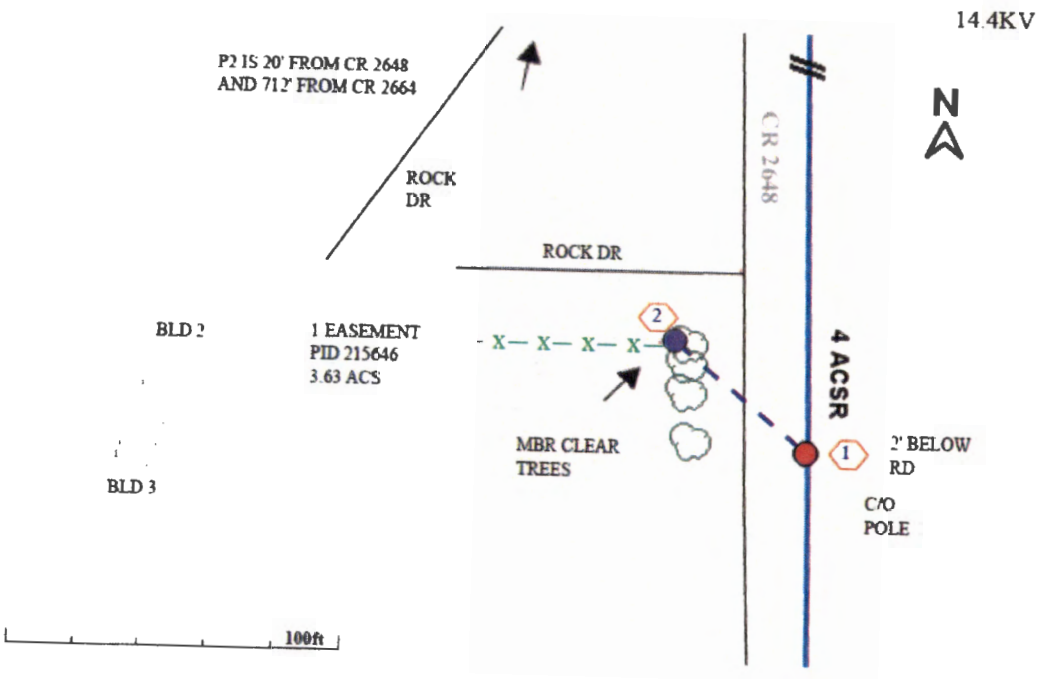 14.4KV
P2 IS 20' FROM CR 2648
AND 712' FROM CR 2664
N
CR 2648
ROCK
DR
ROCK DR
2
BLD 2
1 EASEMENT
PID 215646
3.63 AC'S
X X X X
4 ACSR
MBR CLEAR
TREES
1
2' BELOW
RD
BLD 3
C/O
POLE
100ft